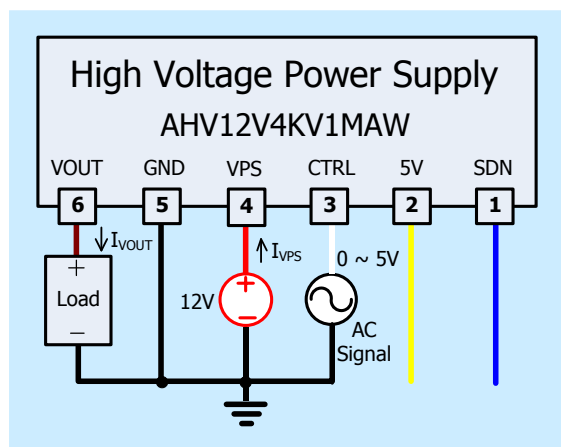 High Voltage Power Supply
AHV12V4KV1MAW
VOUT GND VPS CTRL 5V SDN
6 5 4 3 2 1
IVOUT IVPS 0 ~ 5V
+ +
Load 12V
− −
AC
Signal